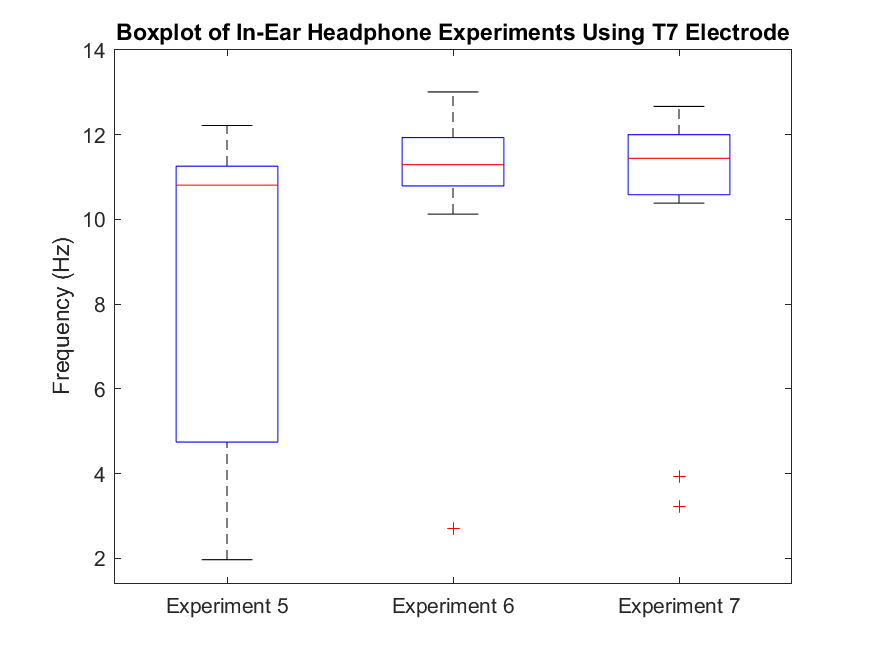 Boxplot of In-Ear Headphone Experiments Using T7 Electrode
14
12
10
8
6
4
2
Frequency (Hz)
Experiment 5
Experiment 6
Experiment 7